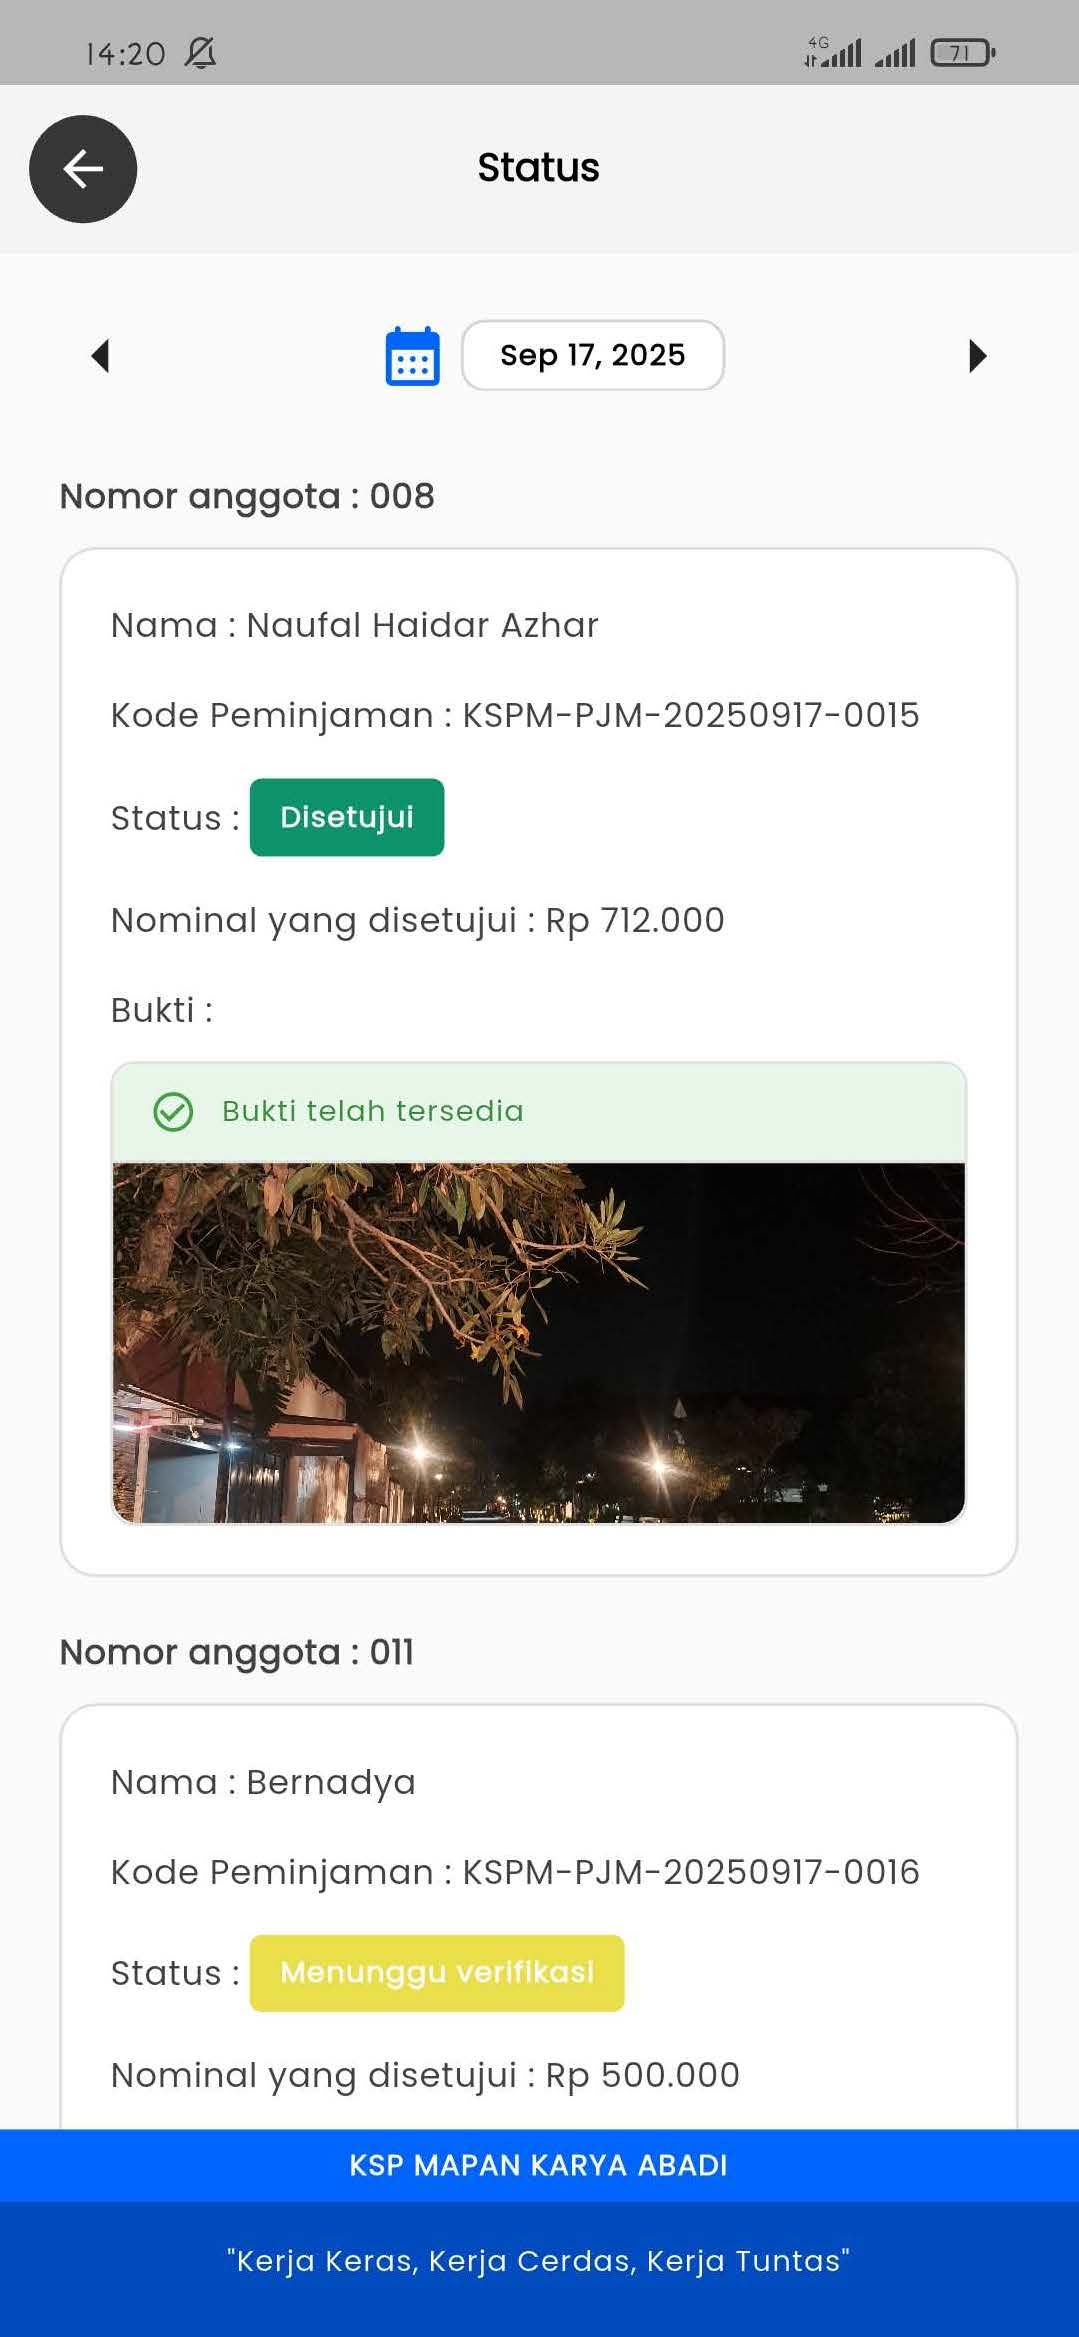 14:20
4G
71
Status
Sep 17, 2025
Nomor anggota : 008
Nama : Naufal Haidar Azhar
Kode Peminjaman : KSPM-PJM-20250917-0015
Status : Disetujui
Nominal yang disetujui : Rp 712.000
Bukti :
Bukti telah tersedia
Nomor anggota : 011
Nama : Bernadya
Kode Peminjaman : KSPM-PJM-20250917-0016
Status : Menunggu verifikasi
Nominal yang disetujui : Rp 500.000
KSP MAPAN KARYA ABADI
"Kerja Keras, Kerja Cerdas, Kerja Tuntas"